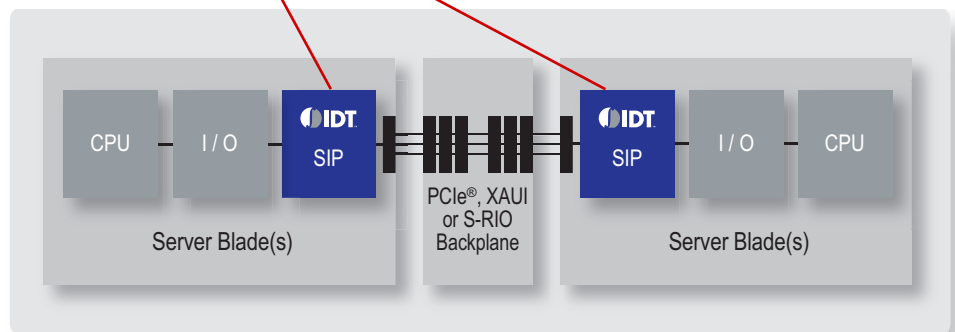 CPU
I / O
IDT
SIP
Server Blade(s)
PCIe®, XAUI
or S-RIO
Backplane
IDT
SIP
I / O
CPU
Server Blade(s)